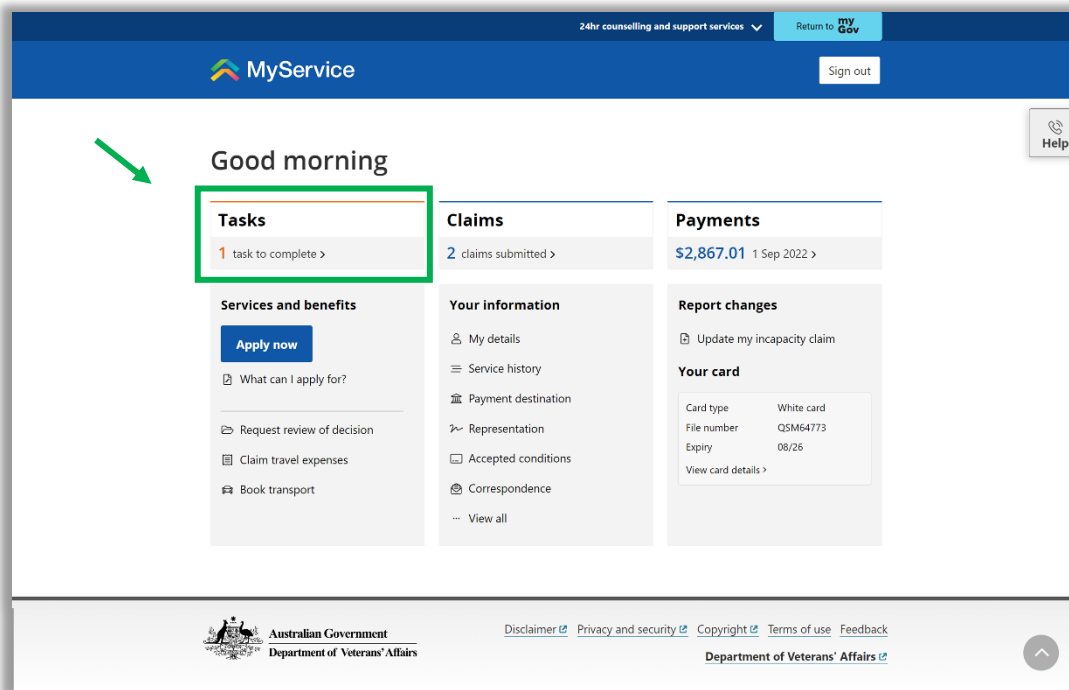 24hr counselling and support services
Return to my Gov
MyService
Sign out
Help
Good morning
Tasks
1 task to complete >
Claims
2 claims submitted >
Payments
$2,867.01 1 Sep 2022 >
Services and benefits
Apply now
What can I apply for?
Request review of decision
Claim travel expenses
Book transport
Your information
My details
Service history
Payment destination
Representation
Accepted conditions
Correspondence
View all
Report changes
Update my incapacity claim
Your card
Card type White card
File number QSM64773
Expiry 08/26
View card details >
Australian Government
Department of Veterans' Affairs
Disclaimer Privacy and security Copyright Terms of use Feedback
Department of Veterans' Affairs